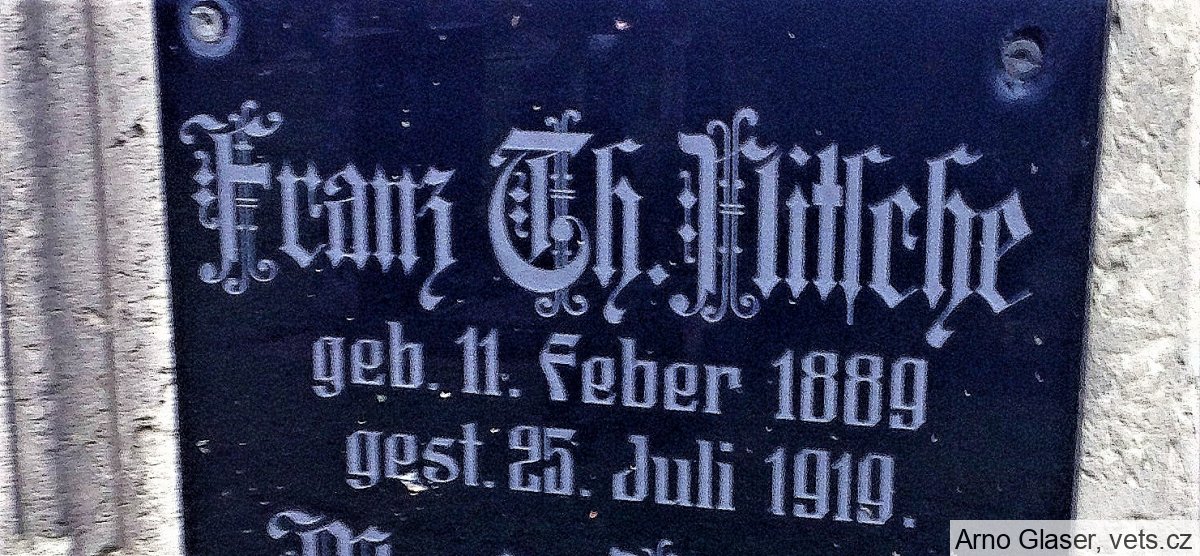 Franz Th. Nitsche
geb. 11. Feber 1889
gest. 25. Juli 1919.
Arno Glaser, vets.cz